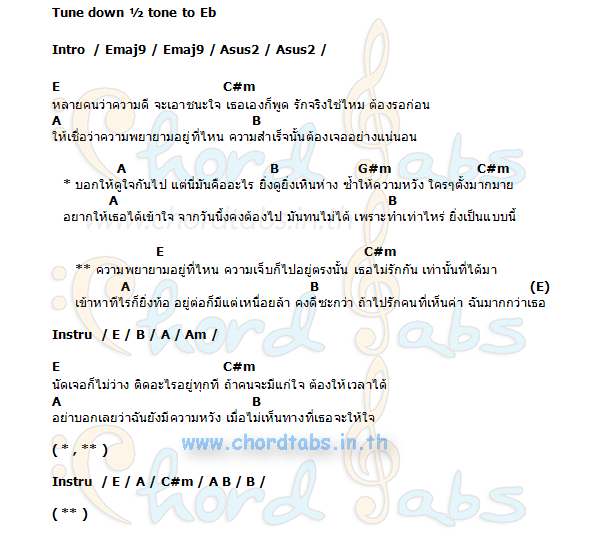 Tune down ½ tone to Eb
Intro / Emaj9 / Emaj9 / Asus2 / Asus2 /
E C#m
หลายคนว่าความดี จะเอาชนะใจ เธอเองก็พูด รักจริงใช่ไหม ต้องรอก่อน
A B
ให้เชื่อว่าความพยายามอยู่ที่ไหน ความสำเร็จนั้นต้องเจออย่างแน่นอน
A B G#m C#m
* บอกให้ดูใจกันไป แต่นี่มันคืออะไร ยิ่งดูยิ่งเหินห่าง ซ้ำให้ความหวัง ใครๆตั้งมากมาย
A B
อยากให้เธอได้เข้าใจ จากวันนี้คงต้องไป มันทนไม่ได้ เพราะทำเท่าไหร่ ยิ่งเป็นแบบนี้
E C#m
** ความพยายามอยู่ที่ไหน ความเจ็บก็ไปอยู่ตรงนั้น เธอไม่รักกัน เท่านั้นที่ได้มา
A B (E)
เข้าหาทีไรก็ยิ่งท้อ อยู่ต่อก็มีแต่เหนื่อยล้า คงดีซะกว่า ถ้าไปรักคนที่เห็นค่า ฉันมากกว่าเธอ
Instru / E / B / A / Am /
E C#m
นัดเจอก็ไม่ว่าง ติดอะไรอยู่ทุกที ถ้าคนจะมีแก่ใจ ต้องให้เวลาได้
A B
อย่าบอกเลยว่าฉันยังมีความหวัง เมื่อไม่เห็นทางที่เธอจะให้ใจ
www.chordtabs.in.th
( * , ** )
Instru / E / A / C#m / A B / B /
( ** )